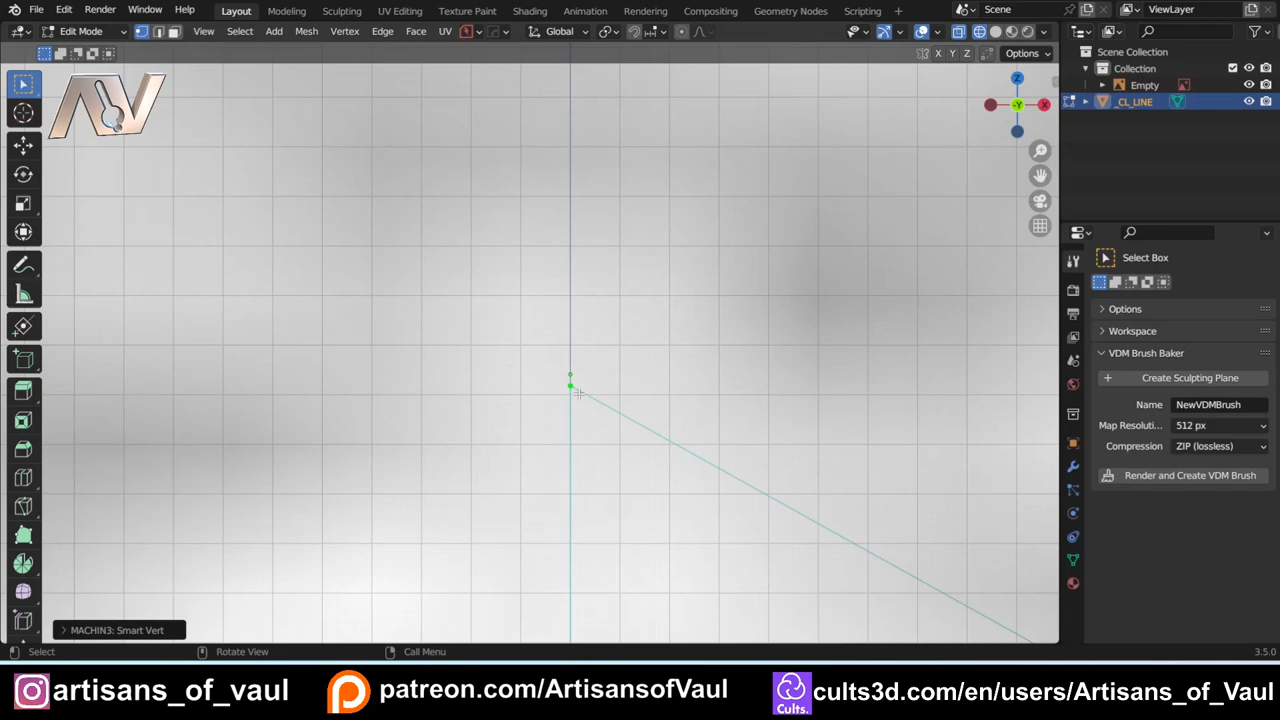 File Edit Render Window Help Layout Modeling Sculpting UV Editing Texture Paint Shading Animation Rendering Compositing Geometry Nodes Scripting + Scene ViewLayer
Edit Mode View Select Add Mesh Vertex Edge Face UV Global
X Y Z Options
Scene Collection
Collection
Empty
_CL_LINE
AV
Z
-Y X
Select Box
Options
Workspace
VDM Brush Baker
Create Sculpting Plane
Name NewVDMBrush
Map Resoluti... 512 px
Compression ZIP (lossless)
Render and Create VDM Brush
MACHIN3: Smart Vert
Select Rotate View Call Menu 3.5.0
artisans_of_vaul patreon.com/ArtisansofVaul Cults. cults3d.com/en/users/Artisans_of_Vaul